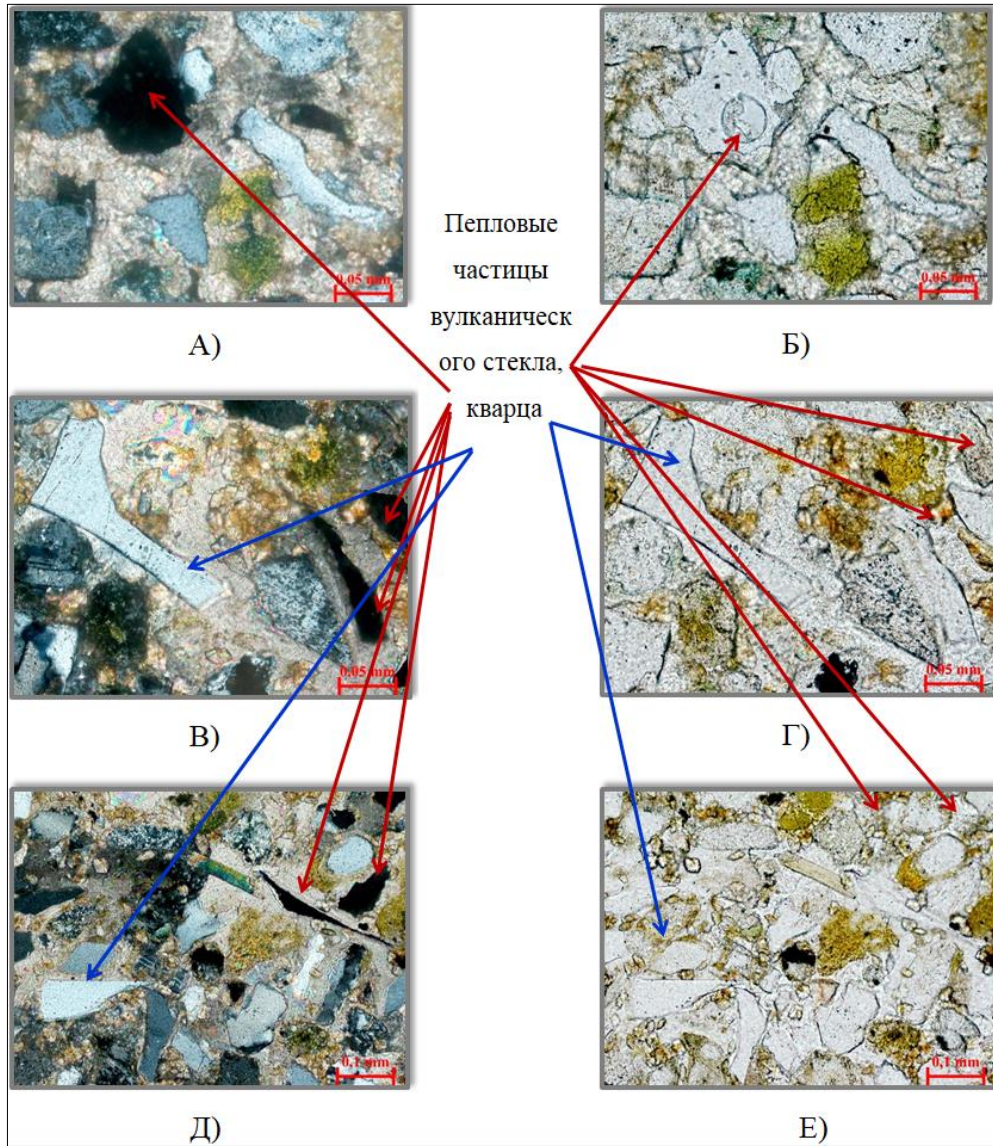 0.05 mm
0.05 mm
Пепловые
частицы
вулканическ
ого стекла,
кварца
А)
Б)
0.05 mm
0.05 mm
В)
Г)
0,1 mm
0,1 mm
Д)
Е)